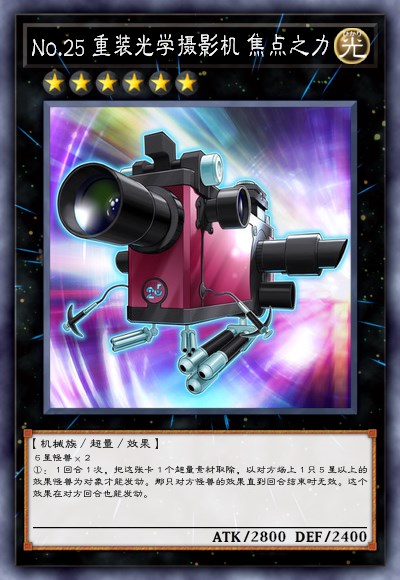 No.25 重装光学摄影机 焦点之力
光
【机械族／超量／效果】
6星怪兽×2
①：1回合1次，把这张卡1个超量素材取除，以对方场上1只5星以上的
效果怪兽为对象才能发动。那只对方怪兽的效果直到回合结束时无效。这个
效果在对方回合也能发动。
ATK/2800 DEF/2400